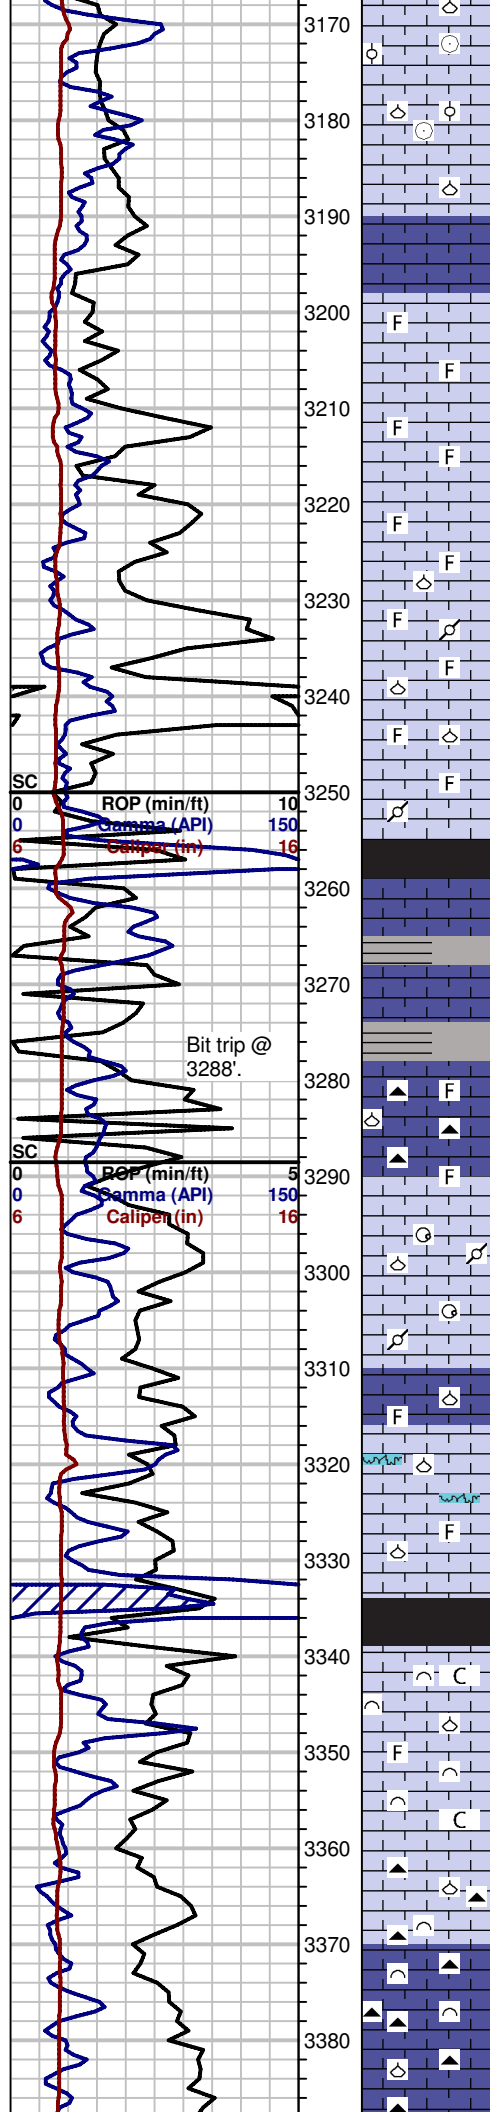 3170
3180
3190
3200
F
F
3210
F
F
3220
F
F
3230
F
F
3240
F
F
3250
SC
0 ROP (min/ft) 10
0 Gamma (API) 150
6 Caliper (in) 16
3260
3270
Bit trip @
3288'.
3280
F
3290
F
SC
0 ROP (min/ft) 5
0 Gamma (API) 150
6 Caliper (in) 16
3300
3310
F
3320
F
3330
3340
C
3350
F
C
3360
3370
3380